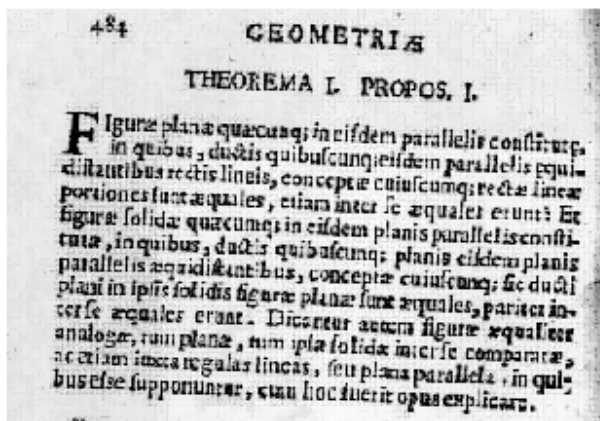 484 GEOMETRIÆ
THEOREMA I. PROPOS. I.
FIguræ planæ quæcunq; in eisdem parallelis constitutæ,
in quibus, ductis quibuscunq; eisdem parallelis equi-
distantibus rectis lineis, conceptæ cuiuscumq; rectæ lineæ
portiones sunt æquales, etiam inter se æquales erunt: Et
figuræ solidæ quæcumq; in eisdem planis parallelis consti-
tutæ, in quibus, ductis quibuscunq; planis eisdem planis
parallelis æquidistantibus, conceptæ cuiuscunq; sic ducti
plani in ipsis solidis figuræ planæ sunt æquales, pariter in-
ter se æquales erunt. Dicantur autem figuræ æqualiter
analogæ, tum planæ, tum ipsæ solidæ inter se comparatæ,
ac etiam iuxta regulas lineas, seu plana parallela, in qui-
bus esse supponuntur, cum hoc fuerit opus explicare.